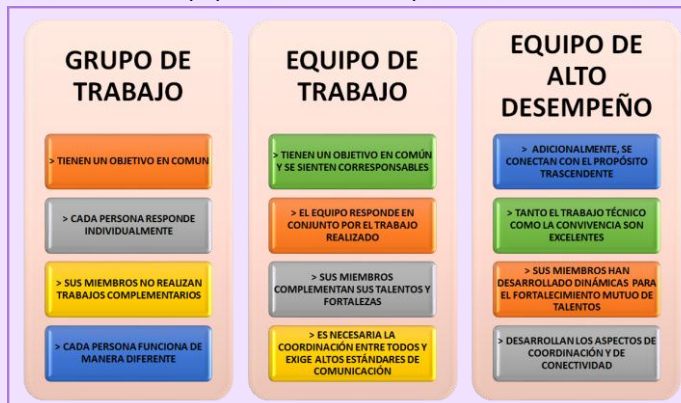 GRUPO DE
TRABAJO
> TIENEN UN OBJETIVO EN COMUN
> CADA PERSONA RESPONDE
INDIVIDUALMENTE
> SUS MIEMBROS NO REALIZAN
TRABAJOS COMPLEMENTARIOS
> CADA PERSONA FUNCIONA DE
MANERA DIFERENTE
EQUIPO DE
TRABAJO
> TIENEN UN OBJETIVO EN COMÚN
Y SE SIENTEN CORRESPONSABLES
> EL EQUIPO RESPONDE EN
CONJUNTO POR EL TRABAJO
REALIZADO
> SUS MIEMBROS
COMPLEMENTAN SUS TALENTOS Y
FORTALEZAS
> ES NECESARIA LA
COORDINACIÓN ENTRE TODOS Y
EXIGE ALTOS ESTÁNDARES DE
COMUNICACIÓN
EQUIPO DE
ALTO
DESEMPEÑO
> ADICIONALMENTE, SE
CONECTAN CON EL PROPÓSITO
TRASCENDENTE
> TANTO EL TRABAJO TÉCNICO
COMO LA CONVIVENCIA SON
EXCELENTES
> SUS MIEMBROS HAN
DESARROLLADO DINÁMICAS PARA
EL FORTALECIMIENTO MUTUO DE
TALENTOS
> DESARROLLAN LOS ASPECTOS DE
COORDINACIÓN Y DE
CONECTIVIDAD